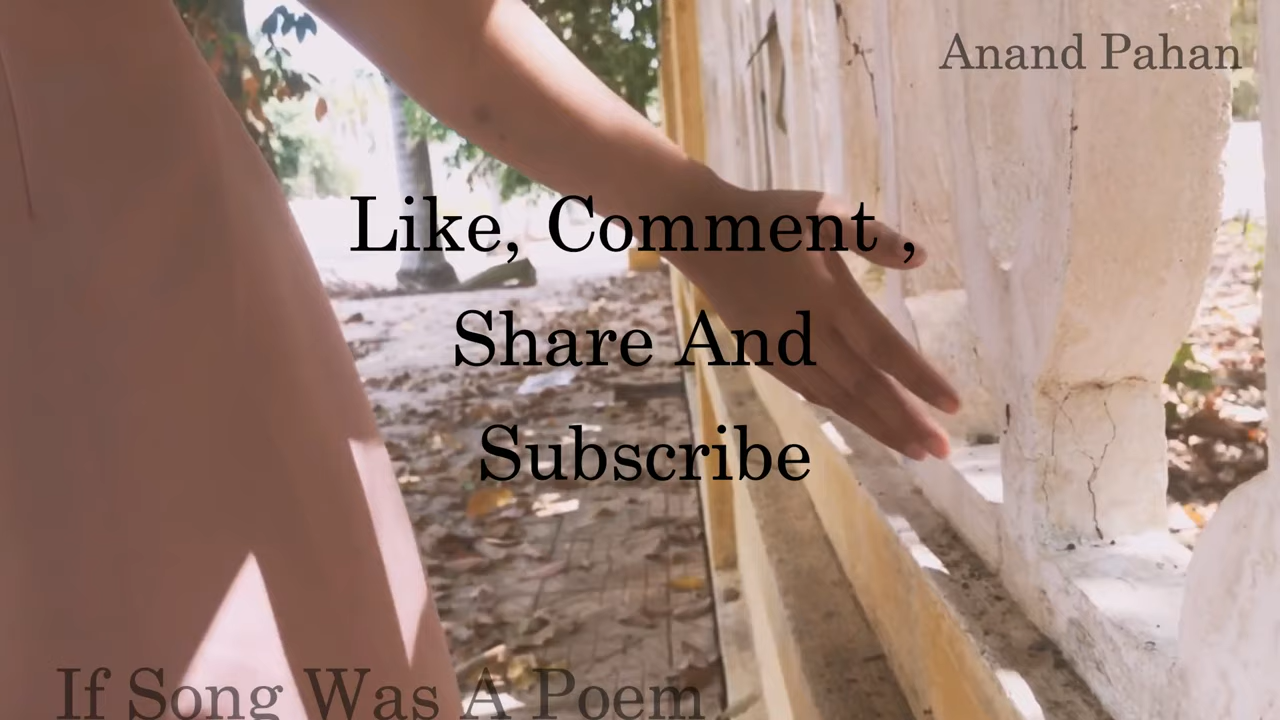 Anand Pahan
Like, Comment ,
Share And
Subscribe
If Song Was A Poem